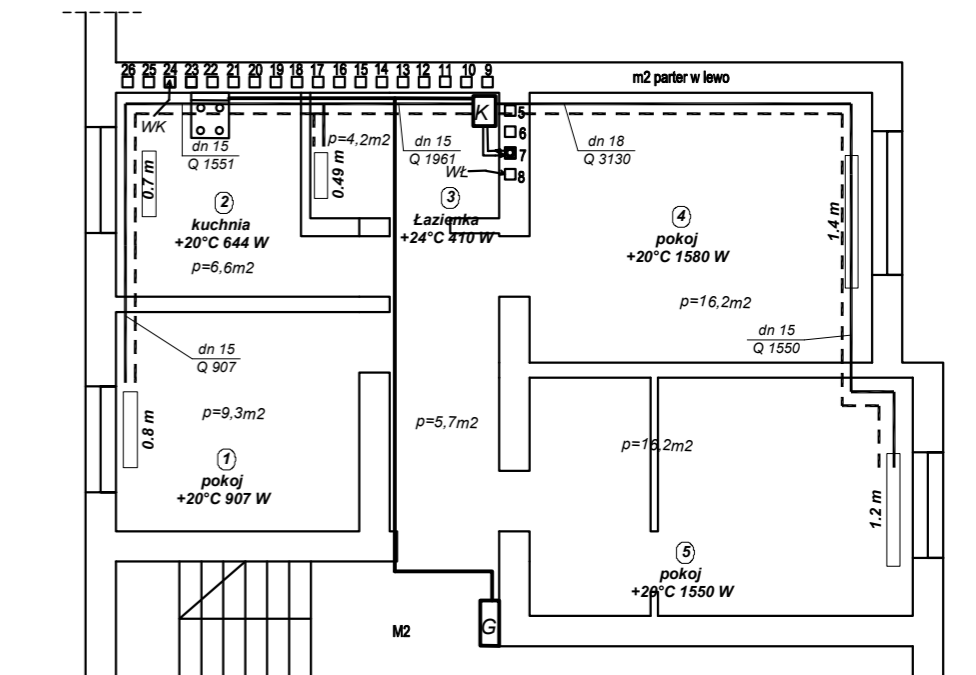 26 25 24 23 22 21 20 19 18 17 16 15 14 13 12 11 10 9
m2 parter w lewo
K
5
6
7
8
WK
WŁ
dn 15
Q 1551
p=4,2m2
dn 15
Q 1961
dn 18
Q 3130
0.7 m
0.49 m
2
kuchnia
+20°C 644 W
p=6,6m2
3
Łazienka
+24°C 410 W
4
pokoj
+20°C 1580 W
p=16,2m2
1.4 m
dn 15
Q 1550
dn 15
Q 907
p=9,3m2
0.8 m
1
pokoj
+20°C 907 W
p=5,7m2
p=16,2m2
1.2 m
5
pokoj
+20°C 1550 W
M2
G